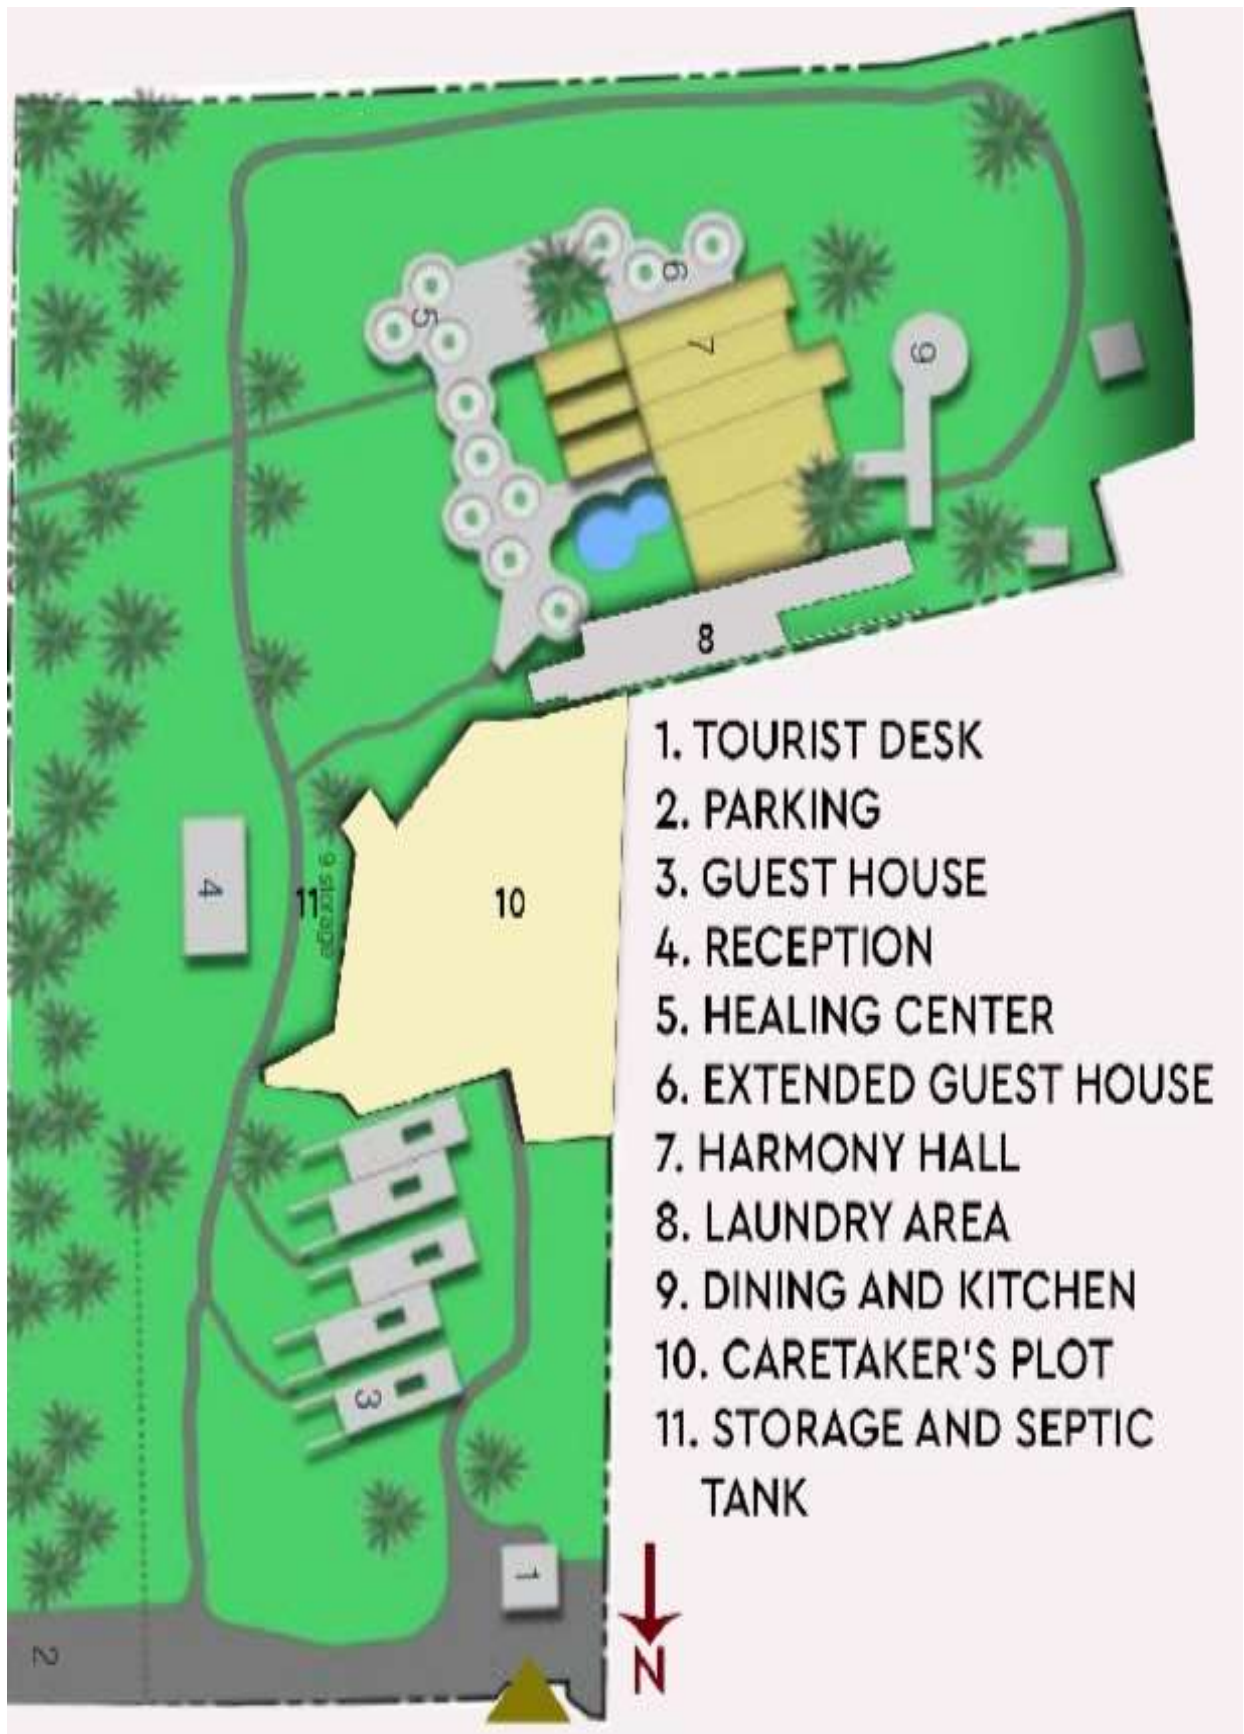 5
6
7
9
8
1. TOURIST DESK
2. PARKING
3. GUEST HOUSE
4. RECEPTION
5. HEALING CENTER
6. EXTENDED GUEST HOUSE
7. HARMONY HALL
8. LAUNDRY AREA
9. DINING AND KITCHEN
10. CARETAKER'S PLOT
11. STORAGE AND SEPTIC
TANK
4
11
9 storage
10
3
1
2
N